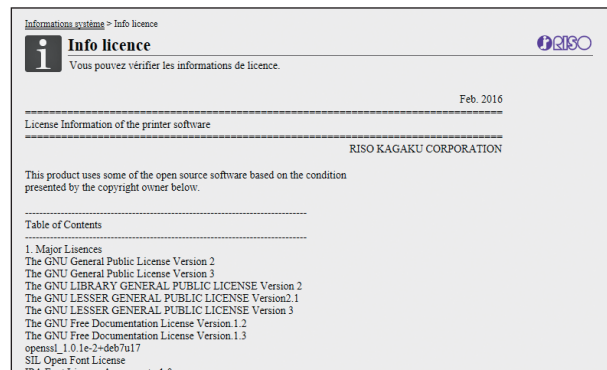 Informations système > Info licence
i Info licence
RISO
Vous pouvez vérifier les informations de licence.
Feb. 2016
================================================================
License Information of the printer software
================================================================
RISO KAGAKU CORPORATION
This product uses some of the open source software based on the condition
presented by the copyright owner below.
----------------------------------------------------------------------
Table of Contents
----------------------------------------------------------------------
1. Major Lisences
The GNU General Public License Version 2
The GNU General Public License Version 3
The GNU LIBRARY GENERAL PUBLIC LICENSE Version 2
The GNU LESSER GENERAL PUBLIC LICENSE Version2.1
The GNU LESSER GENERAL PUBLIC LICENSE Version 3
The GNU Free Documentation License Version.1.2
The GNU Free Documentation License Version.1.3
openssl_1.0.1e-2+deb7u17
SIL Open Font License